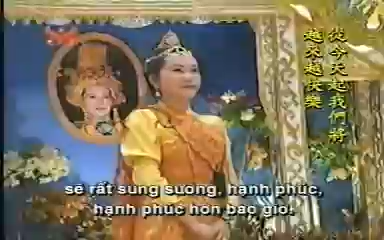 從今天起我們將
越來越快樂
sẽ rất sung sướng, hạnh phúc,
hạnh phúc hơn bao giờ.